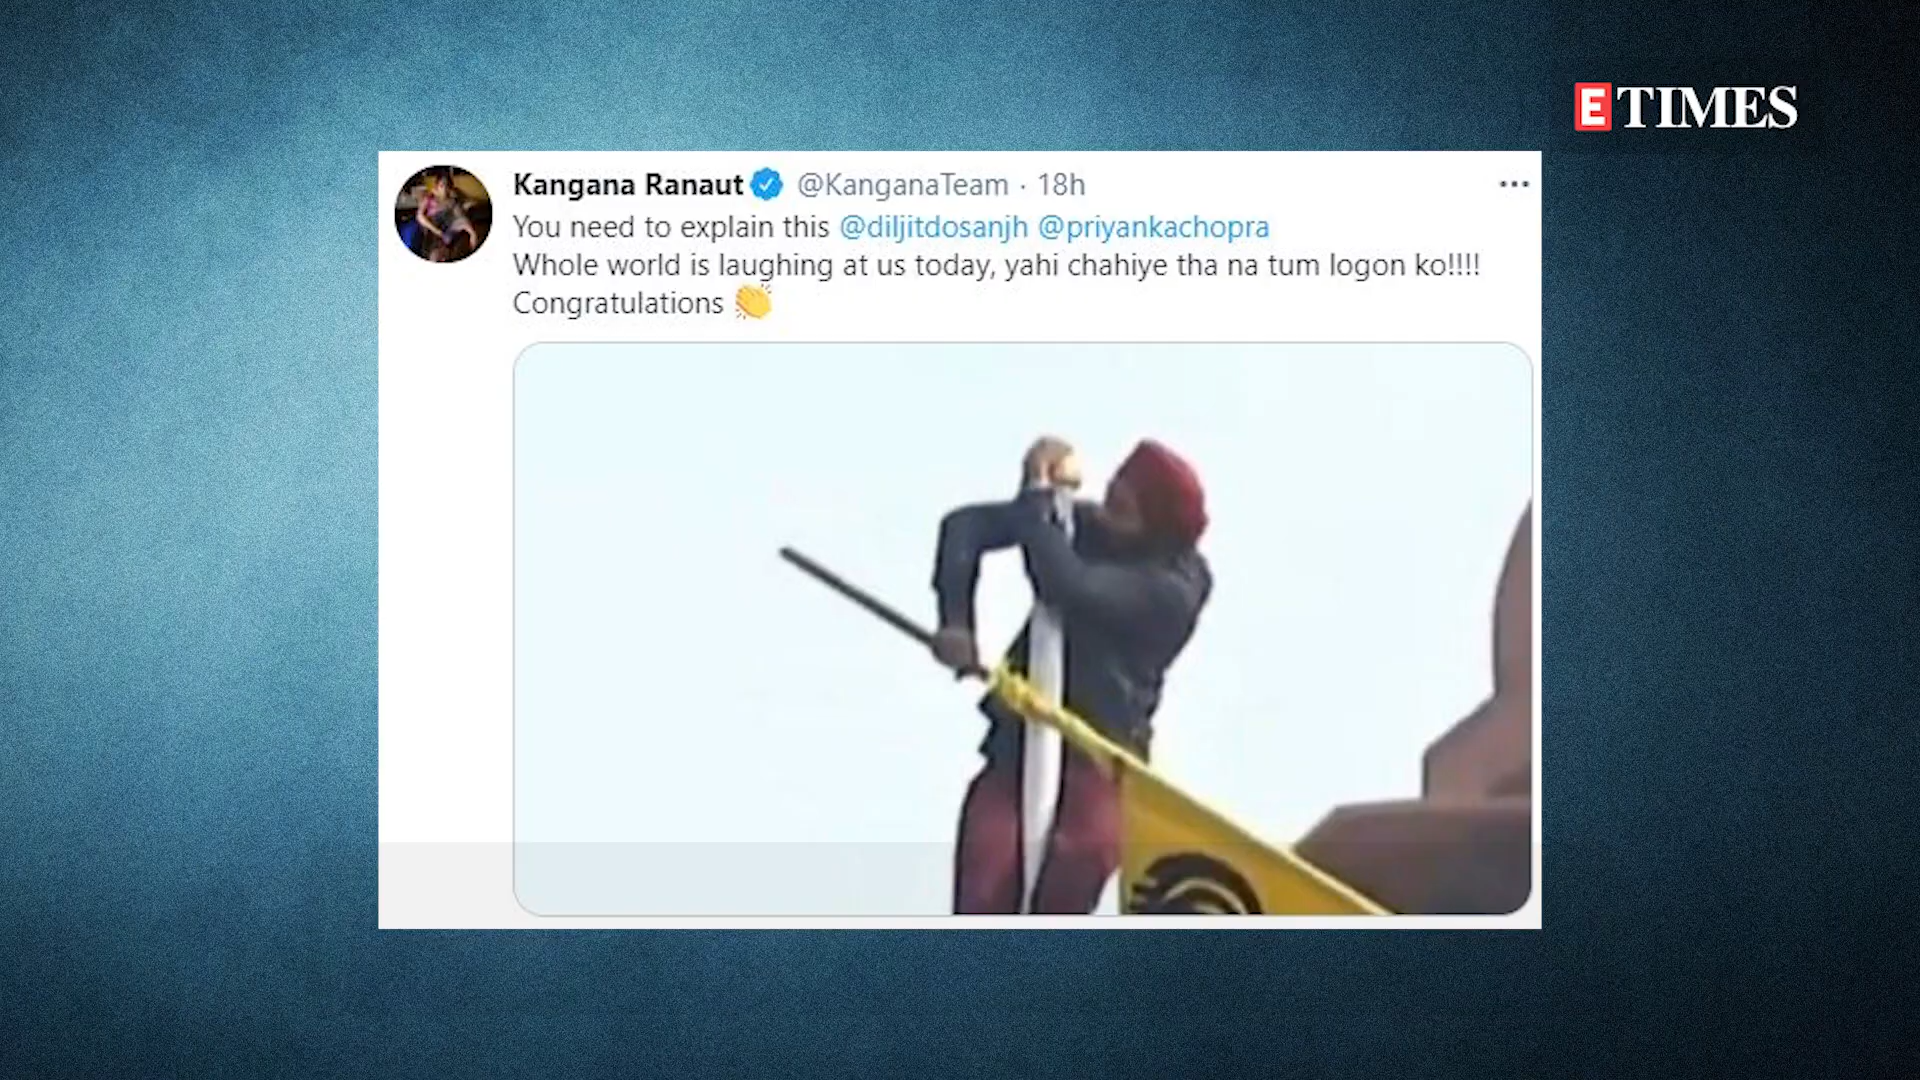 E TIMES
Kangana Ranaut @KanganaTeam · 18h
You need to explain this @diljitdosanjh @priyankachopra
Whole world is laughing at us today, yahi chahiye tha na tum logon ko!!!!
Congratulations 👏